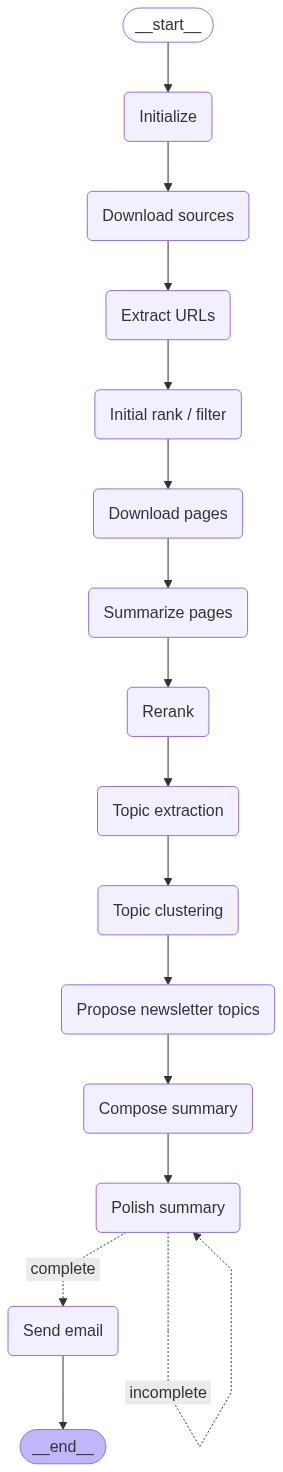 __start__
Initialize
Download sources
Extract URLs
Initial rank / filter
Download pages
Summarize pages
Rerank
Topic extraction
Topic clustering
Propose newsletter topics
Compose summary
Polish summary
complete
Send email
incomplete
__end__